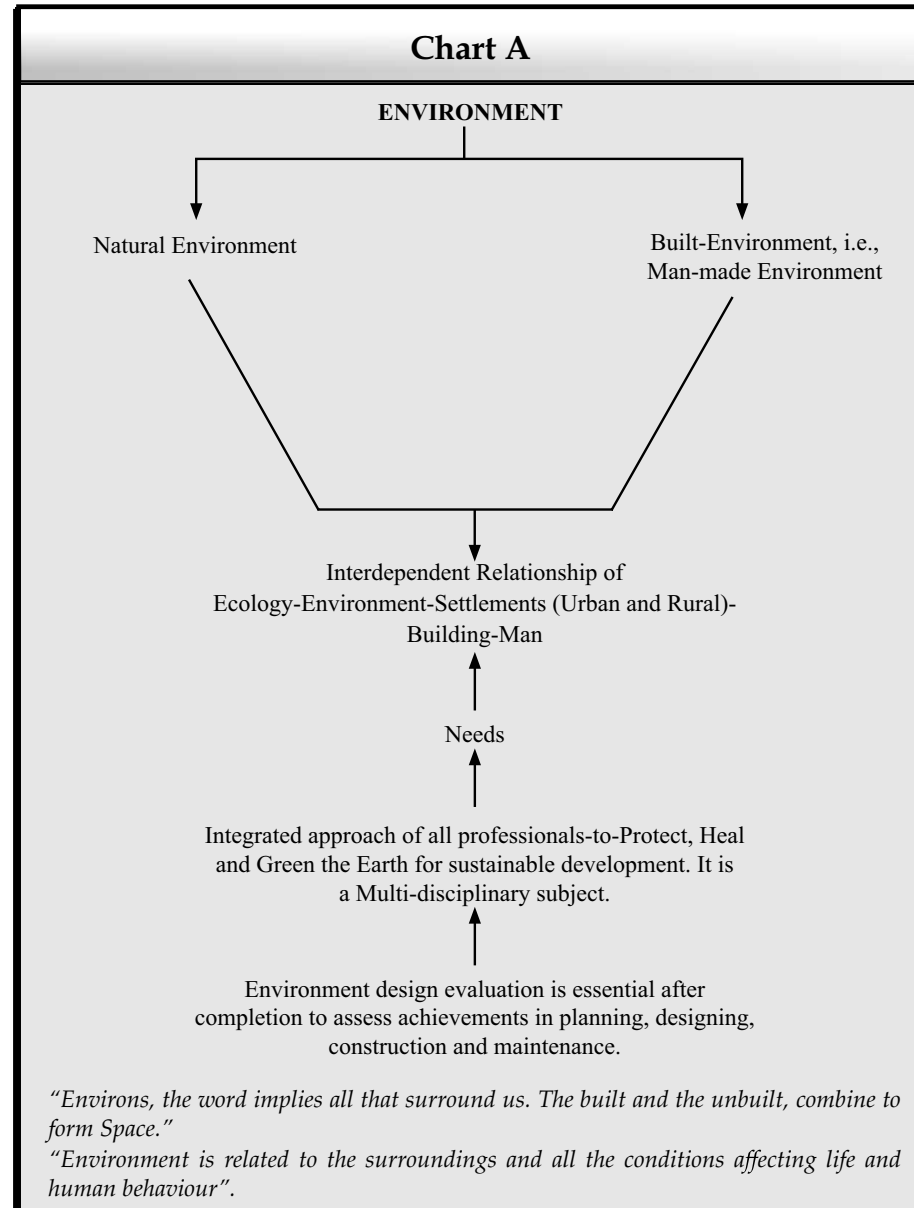 Chart A
ENVIRONMENT
Natural Environment
Built-Environment, i.e.,
Man-made Environment
Interdependent Relationship of
Ecology-Environment-Settlements (Urban and Rural)-
Building-Man
Needs
Integrated approach of all professionals-to-Protect, Heal
and Green the Earth for sustainable development. It is
a Multi-disciplinary subject.
Environment design evaluation is essential after
completion to assess achievements in planning, designing,
construction and maintenance.
“Environs, the word implies all that surround us. The built and the unbuilt, combine to
form Space.”
“Environment is related to the surroundings and all the conditions affecting life and
human behaviour”.